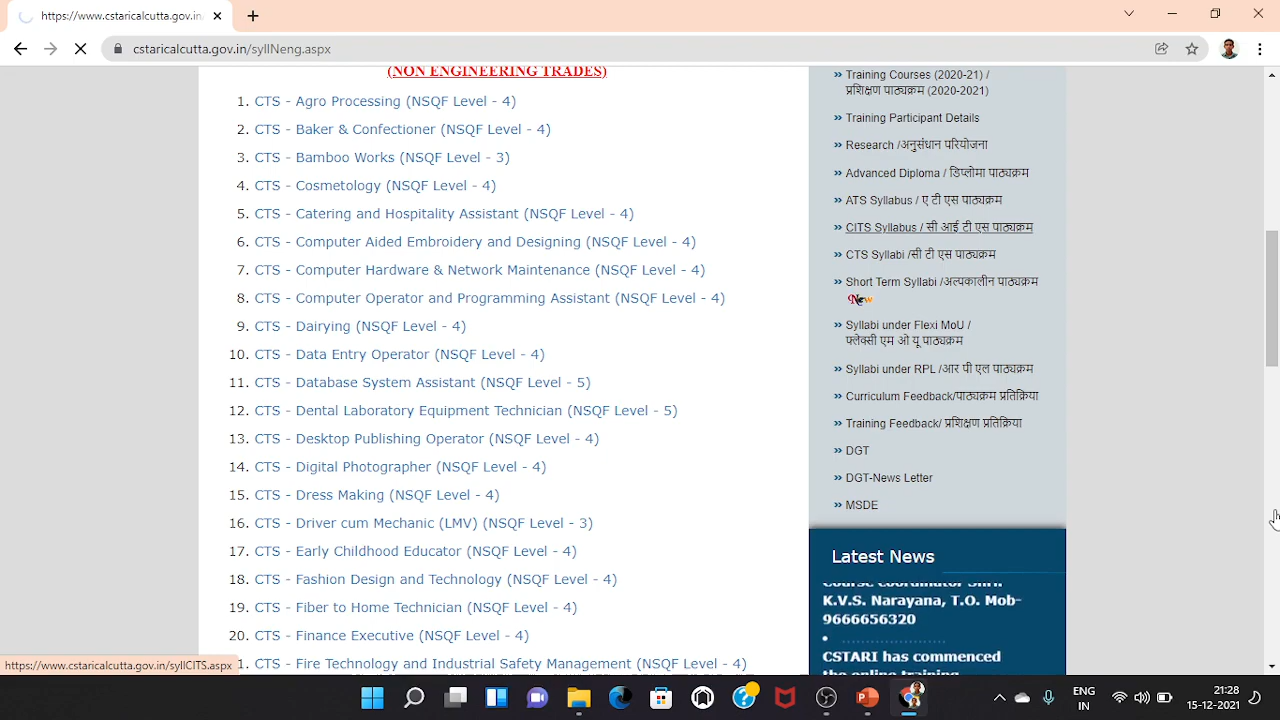 https://www.cstaricalcutta.gov.in/
cstaricalcutta.gov.in/syllNeng.aspx
(NON ENGINEERING TRADES)
1. CTS - Agro Processing (NSQF Level - 4)
2. CTS - Baker & Confectioner (NSQF Level - 4)
3. CTS - Bamboo Works (NSQF Level - 3)
4. CTS - Cosmetology (NSQF Level - 4)
5. CTS - Catering and Hospitality Assistant (NSQF Level - 4)
6. CTS - Computer Aided Embroidery and Designing (NSQF Level - 4)
7. CTS - Computer Hardware & Network Maintenance (NSQF Level - 4)
8. CTS - Computer Operator and Programming Assistant (NSQF Level - 4)
9. CTS - Dairying (NSQF Level - 4)
10. CTS - Data Entry Operator (NSQF Level - 4)
11. CTS - Database System Assistant (NSQF Level - 5)
12. CTS - Dental Laboratory Equipment Technician (NSQF Level - 5)
13. CTS - Desktop Publishing Operator (NSQF Level - 4)
14. CTS - Digital Photographer (NSQF Level - 4)
15. CTS - Dress Making (NSQF Level - 4)
16. CTS - Driver cum Mechanic (LMV) (NSQF Level - 3)
17. CTS - Early Childhood Educator (NSQF Level - 4)
18. CTS - Fashion Design and Technology (NSQF Level - 4)
19. CTS - Fiber to Home Technician (NSQF Level - 4)
20. CTS - Finance Executive (NSQF Level - 4)
1. CTS - Fire Technology and Industrial Safety Management (NSQF Level - 4)
https://www.cstaricalcutta.gov.in/syllCITS.aspx
» Training Courses (2020-21) /
प्रशिक्षण पाठ्यक्रम (2020-2021)
» Training Participant Details
» Research /अनुसंधान परियोजना
» Advanced Diploma / डिप्लोमा पाठ्यक्रम
» ATS Syllabus / ए टी एस पाठ्यक्रम
» CITS Syllabus / सी आई टी एस पाठ्यक्रम
» CTS Syllabi /सी टी एस पाठ्यक्रम
» Short Term Syllabi /अल्पकालीन पाठ्यक्रम
New
» Syllabi under Flexi MoU /
फ्लेक्सी एम ओ यू पाठ्यक्रम
» Syllabi under RPL /आर पी एल पाठ्यक्रम
» Curriculum Feedback/पाठ्यक्रम प्रतिक्रिया
» Training Feedback/ प्रशिक्षण प्रतिक्रिया
» DGT
» DGT-News Letter
» MSDE
Latest News
Course Coordinator Shri.
K.V.S. Narayana, T.O. Mob-
9666656320
CSTARI has commenced
the online training
ENG
IN
21:28
15-12-2021